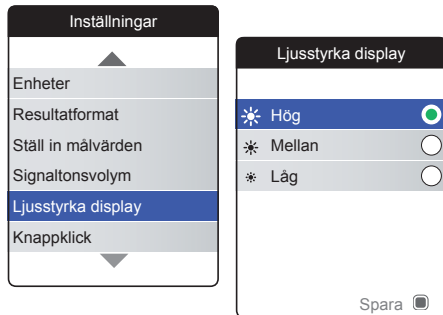 Inställningar
Enheter
Resultatformat
Ställ in målvärden
Signaltonsvolym
Ljusstyrka display
Knappklick
Ljusstyrka display
Hög
Mellan
Låg
Spara